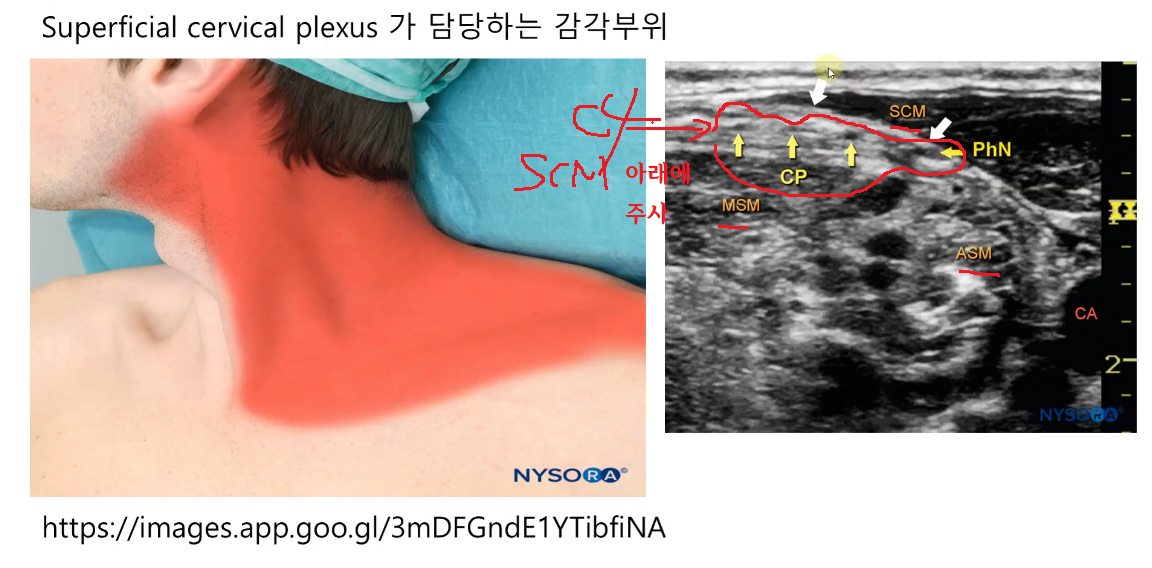 Superficial cervical plexus 가 담당하는 감각부위
SCM
PhN
CP
MSM
ASM
CA
2
NYSORA©
NYSORA©
SCM 아래에
주사
https://images.app.goo.gl/3mDFGndE1YTibfiNA